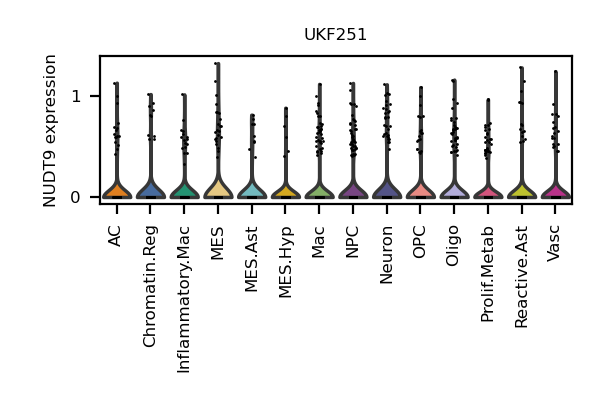 UKF251
NUDT9 expression
1
0
AC
Chromatin.Reg
Inflammatory.Mac
MES
MES.Ast
MES.Hyp
Mac
NPC
Neuron
OPC
Oligo
Prolif.Metab
Reactive.Ast
Vasc